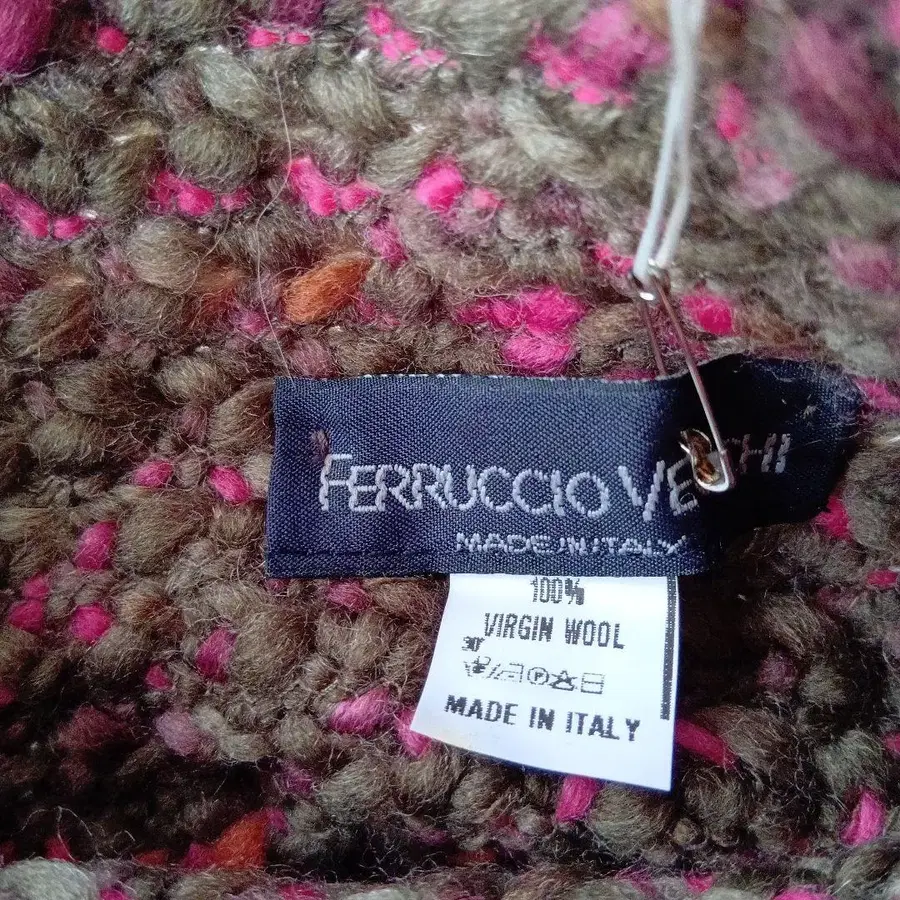 FERRUCCIO
MADE IN ITALY
100%
VIRGIN WOOL
30°
MADE IN ITALY